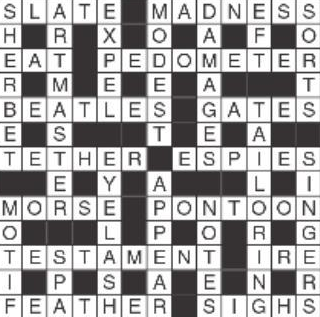 SLATE MADNESS
H R X O A F O
EAT PEDOMETER
R M E E A T
BEATLES GATES
E S T E A
TETHER ESPIES
E Y A L I
MORSE PONTOON
O L P O R G
TESTAMENT IRE
I P S A E N R
FEATHER SIGHS